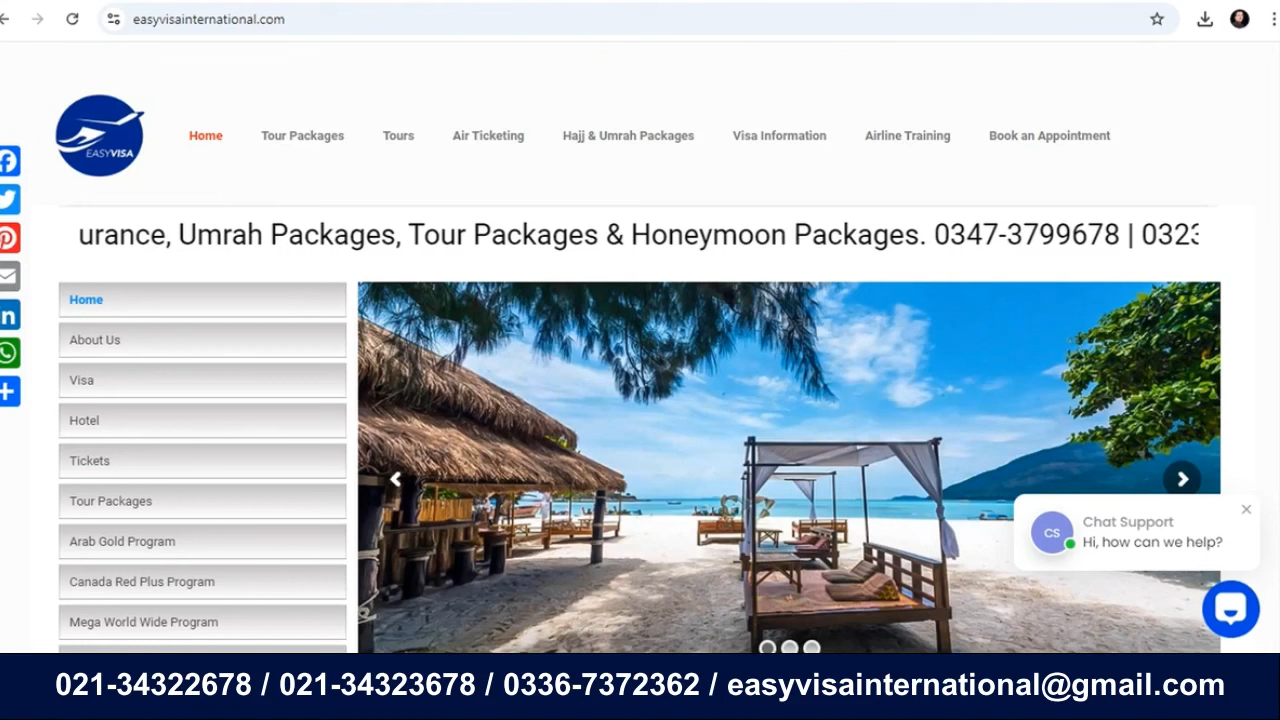 easyvisainternational.com
EASYVISA
Home
Tour Packages
Tours
Air Ticketing
Hajj & Umrah Packages
Visa Information
Airline Training
Book an Appointment
urance, Umrah Packages, Tour Packages & Honeymoon Packages. 0347-3799678 | 0323
Home
About Us
Visa
Hotel
Tickets
Tour Packages
Arab Gold Program
Canada Red Plus Program
Mega World Wide Program
CS
Chat Support
Hi, how can we help?
021-34322678 / 021-34323678 / 0336-7372362 / easyvisainternational@gmail.com